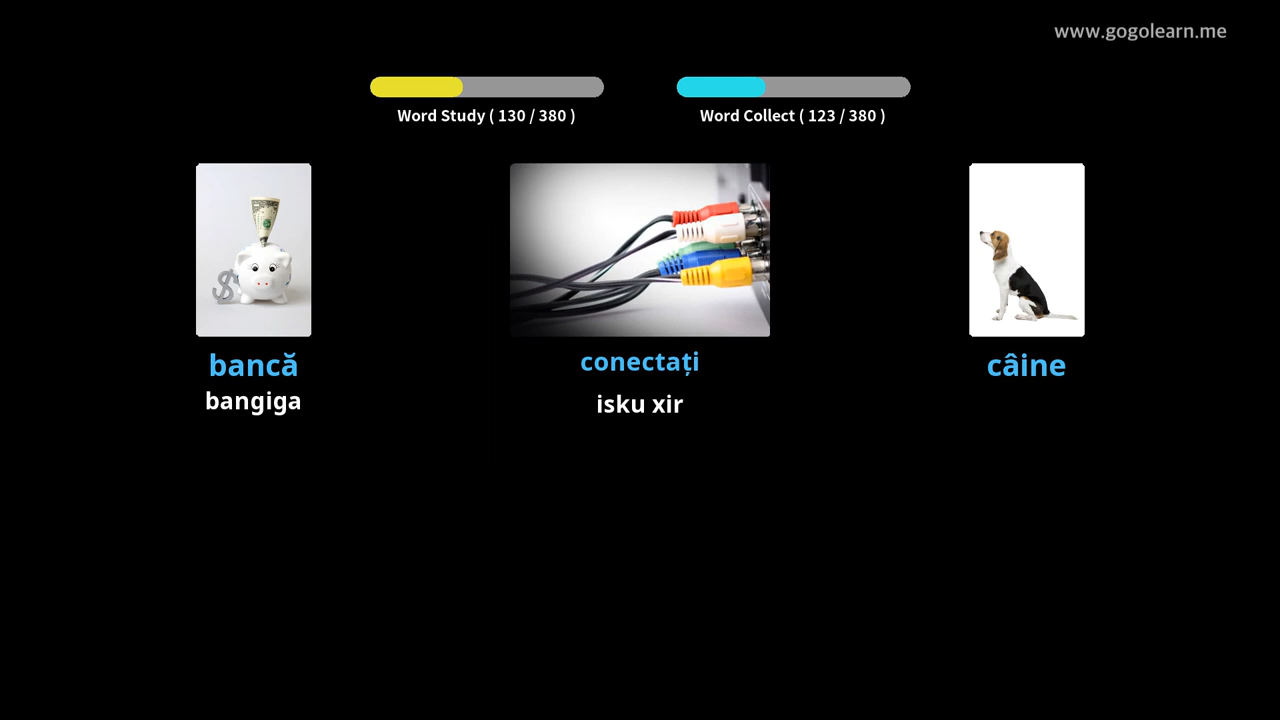 www.gogolearn.me
Word Study ( 130 / 380 )
Word Collect ( 123 / 380 )
bancă
conectați
câine
bangiga
isku xir